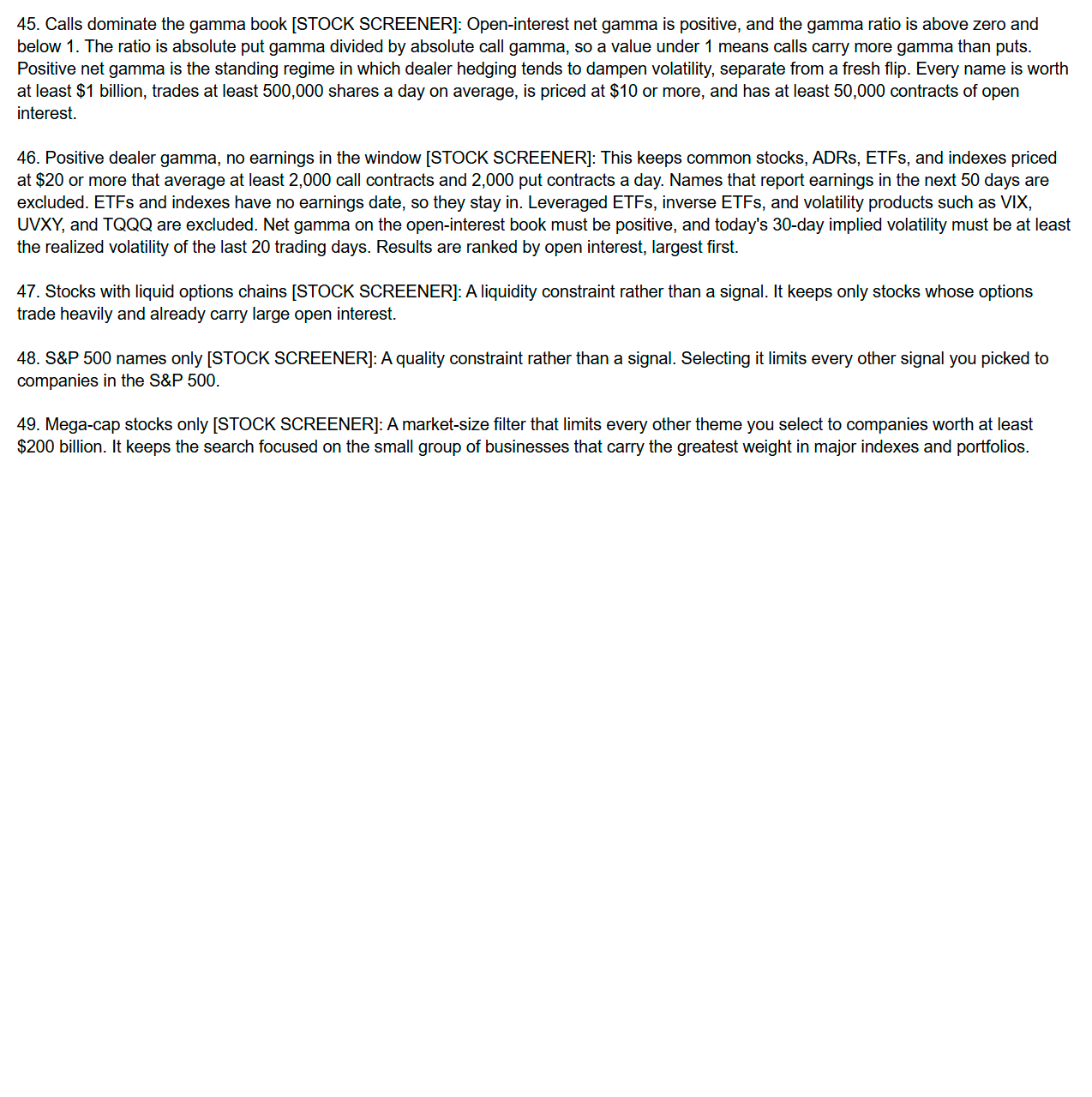 45. Calls dominate the gamma book [STOCK SCREENER]: Open-interest net gamma is positive, and the gamma ratio is above zero and
below 1. The ratio is absolute put gamma divided by absolute call gamma, so a value under 1 means calls carry more gamma than puts.
Positive net gamma is the standing regime in which dealer hedging tends to dampen volatility, separate from a fresh flip. Every name is worth
at least $1 billion, trades at least 500,000 shares a day on average, is priced at $10 or more, and has at least 50,000 contracts of open
interest.
46. Positive dealer gamma, no earnings in the window [STOCK SCREENER]: This keeps common stocks, ADRs, ETFs, and indexes priced
at $20 or more that average at least 2,000 call contracts and 2,000 put contracts a day. Names that report earnings in the next 50 days are
excluded. ETFs and indexes have no earnings date, so they stay in. Leveraged ETFs, inverse ETFs, and volatility products such as VIX,
UVXY, and TQQQ are excluded. Net gamma on the open-interest book must be positive, and today's 30-day implied volatility must be at least
the realized volatility of the last 20 trading days. Results are ranked by open interest, largest first.
47. Stocks with liquid options chains [STOCK SCREENER]: A liquidity constraint rather than a signal. It keeps only stocks whose options
trade heavily and already carry large open interest.
48. S&P 500 names only [STOCK SCREENER]: A quality constraint rather than a signal. Selecting it limits every other signal you picked to
companies in the S&P 500.
49. Mega-cap stocks only [STOCK SCREENER]: A market-size filter that limits every other theme you select to companies worth at least
$200 billion. It keeps the search focused on the small group of businesses that carry the greatest weight in major indexes and portfolios.